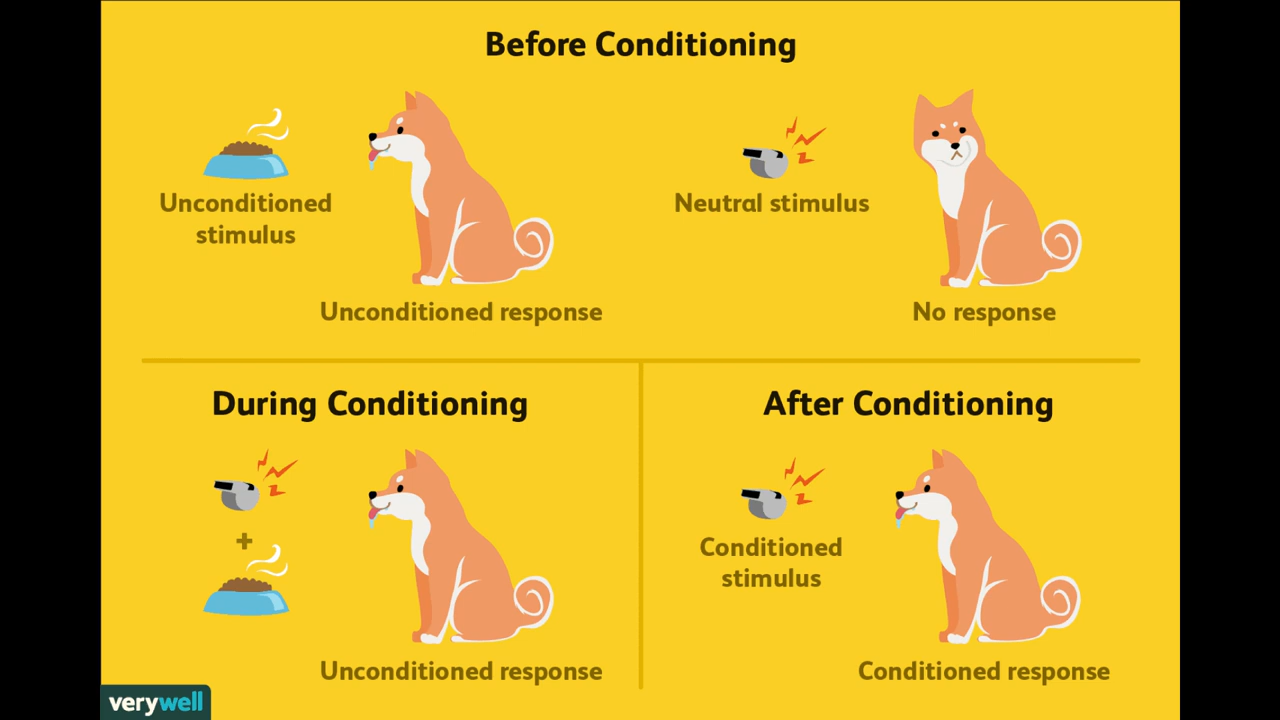 Before Conditioning
Unconditioned
stimulus
Unconditioned response
Neutral stimulus
No response
During Conditioning
+
Unconditioned response
After Conditioning
Conditioned
stimulus
Conditioned response
verywell